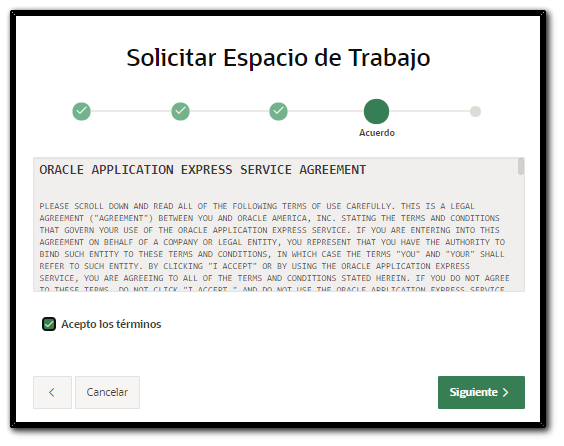 Solicitar Espacio de Trabajo
Acuerdo
ORACLE APPLICATION EXPRESS SERVICE AGREEMENT
PLEASE SCROLL DOWN AND READ ALL OF THE FOLLOWING TERMS OF USE CAREFULLY. THIS IS A LEGAL
AGREEMENT ("AGREEMENT") BETWEEN YOU AND ORACLE AMERICA, INC. STATING THE TERMS AND CONDITIONS
THAT GOVERN YOUR USE OF THE ORACLE APPLICATION EXPRESS SERVICE. IF YOU ARE ENTERING INTO THIS
AGREEMENT ON BEHALF OF A COMPANY OR LEGAL ENTITY, YOU REPRESENT THAT YOU HAVE THE AUTHORITY TO
BIND SUCH ENTITY TO THESE TERMS AND CONDITIONS, IN WHICH CASE THE TERMS "YOU" AND "YOUR" SHALL
REFER TO SUCH ENTITY. BY CLICKING "I ACCEPT" OR BY USING THE ORACLE APPLICATION EXPRESS
SERVICE, YOU ARE AGREEING TO ALL OF THE TERMS AND CONDITIONS STATED HEREIN. IF YOU DO NOT AGREE
TO THESE TERMS, DO NOT CLICK "I ACCEPT," AND DO NOT USE THE ORACLE APPLICATION EXPRESS SERVICE
Acepto los términos
Cancelar
Siguiente